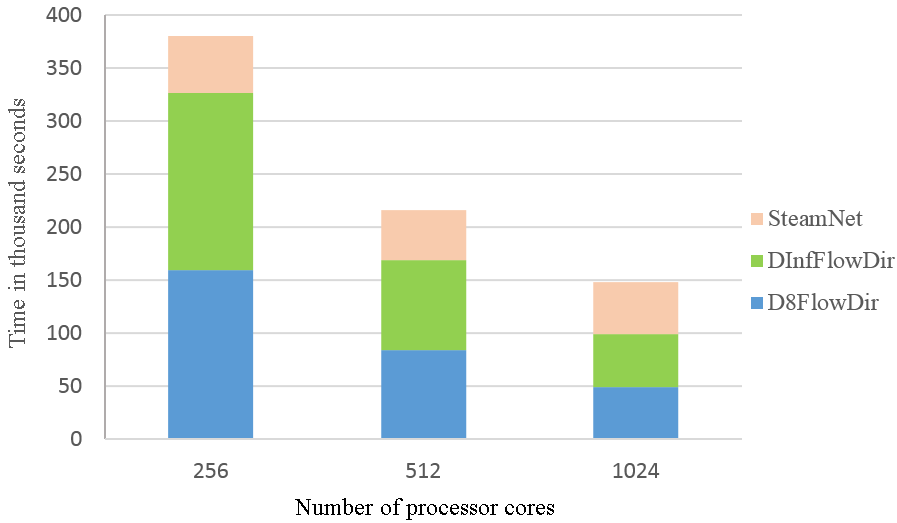 Time in thousand seconds
400
350
300
250
200
150
100
50
0
256
512
1024
Number of processor cores
SteamNet
DInfFlowDir
D8FlowDir